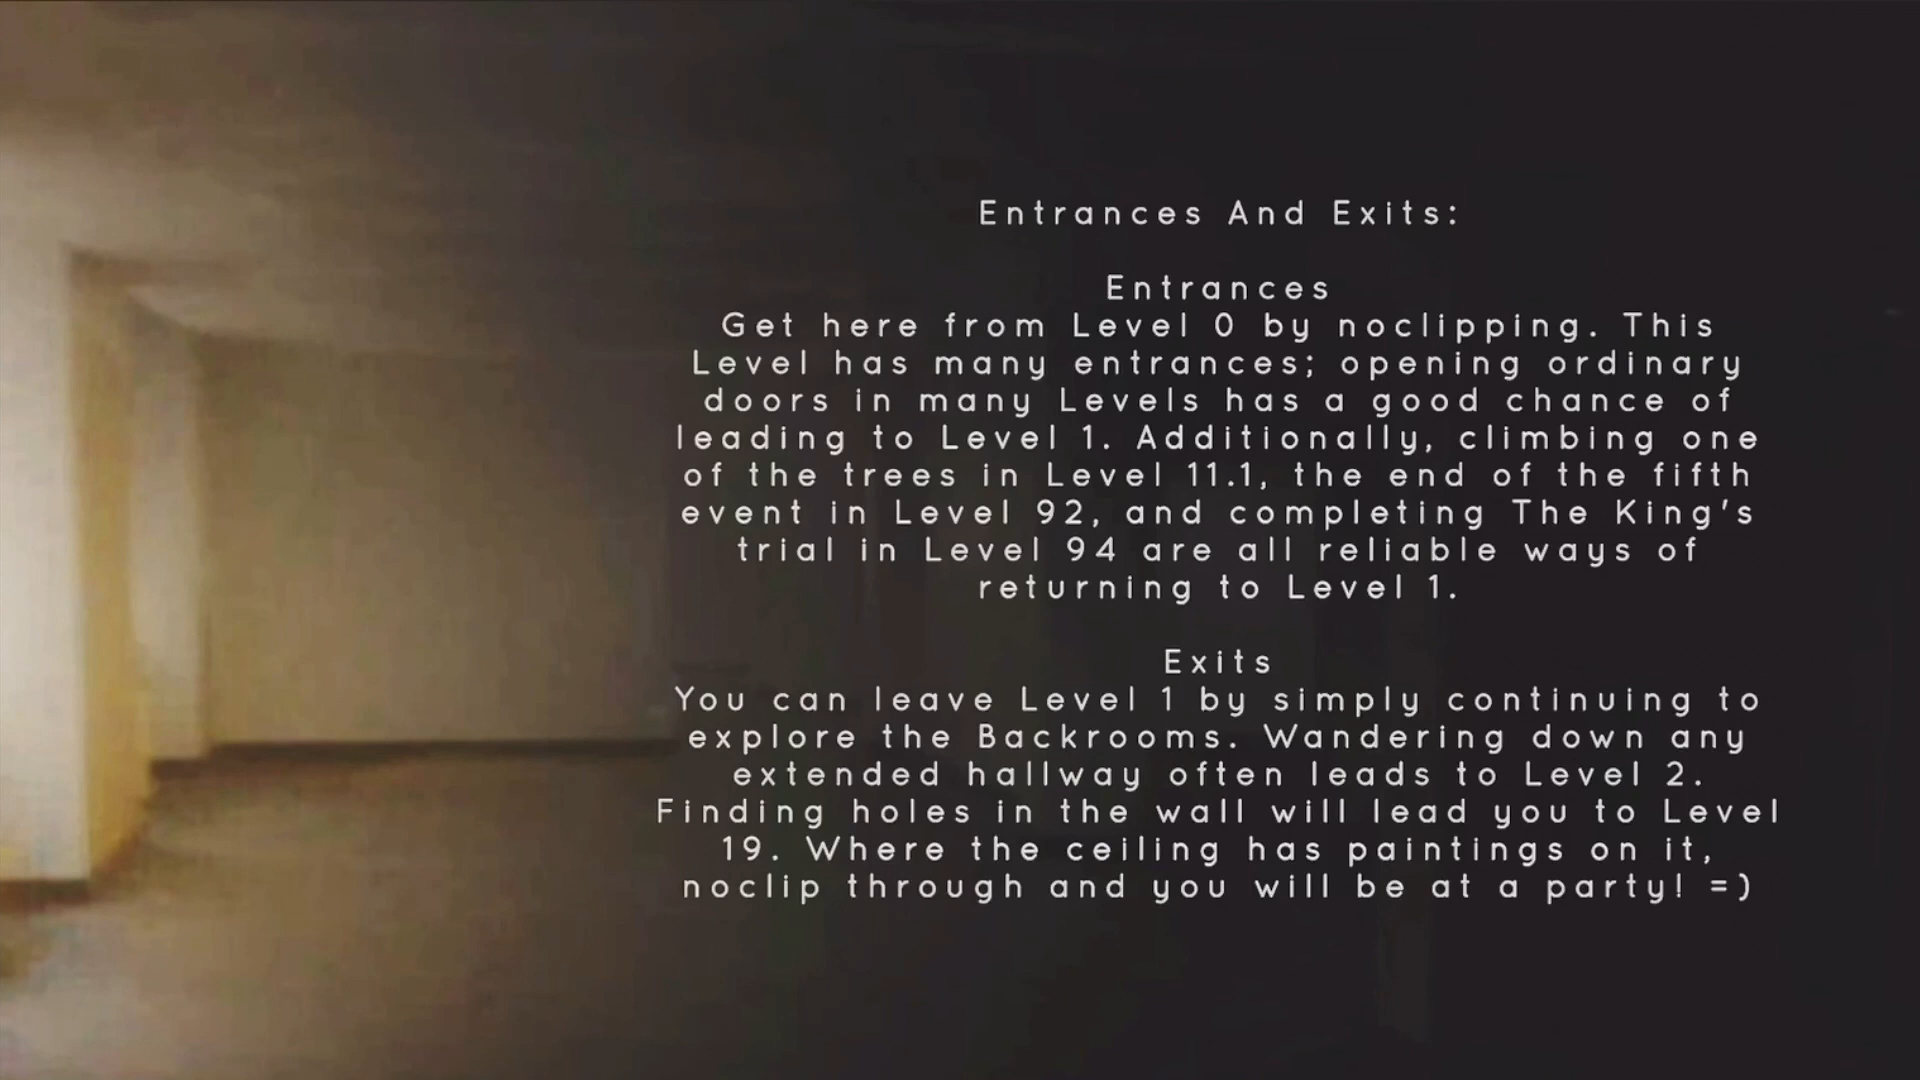 Entrances And Exits:
Entrances
Get here from Level 0 by noclipping. This
Level has many entrances; opening ordinary
doors in many Levels has a good chance of
leading to Level 1. Additionally, climbing one
of the trees in Level 11.1, the end of the fifth
event in Level 92, and completing The King's
trial in Level 94 are all reliable ways of
returning to Level 1.
Exits
You can leave Level 1 by simply continuing to
explore the Backrooms. Wandering down any
extended hallway often leads to Level 2.
Finding holes in the wall will lead you to Level
19. Where the ceiling has paintings on it,
noclip through and you will be at a party! =)